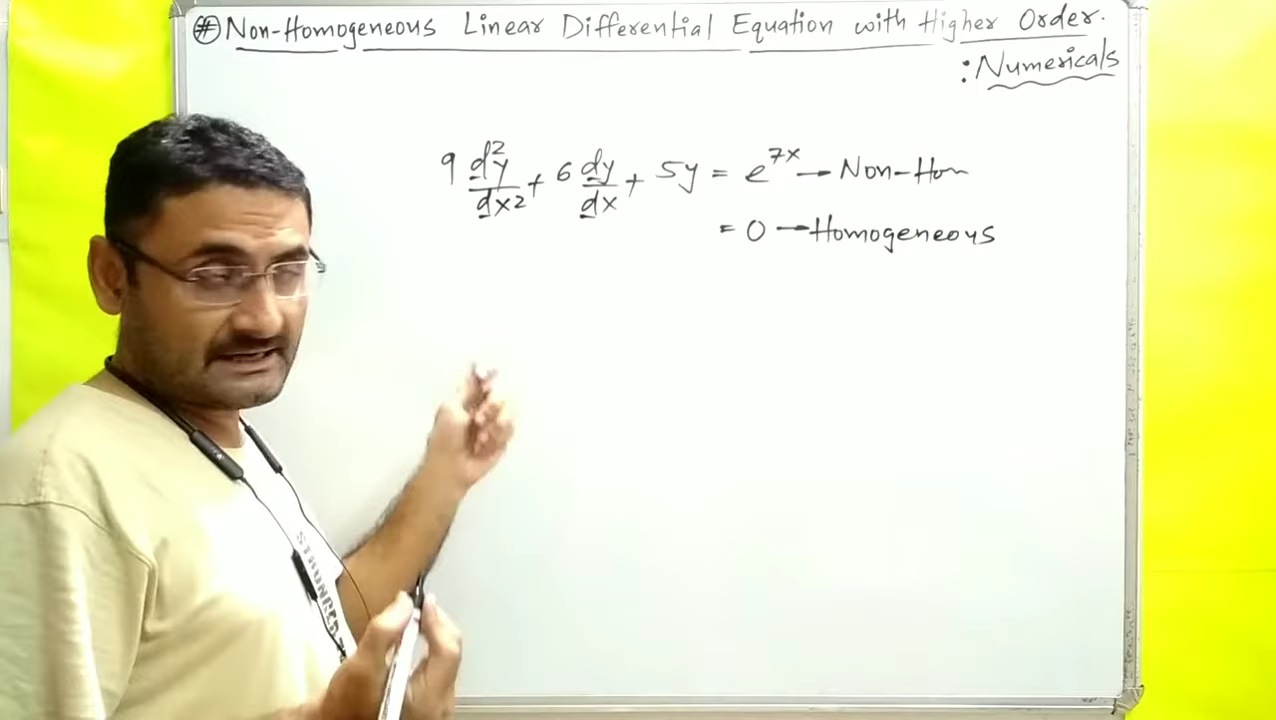 # Non-Homogeneous Linear Differential Equation with Higher Order.
: Numericals
9 d²y/dx² + 6 dy/dx + 5y = e^7x → Non-Hom
= 0 → Homogeneous